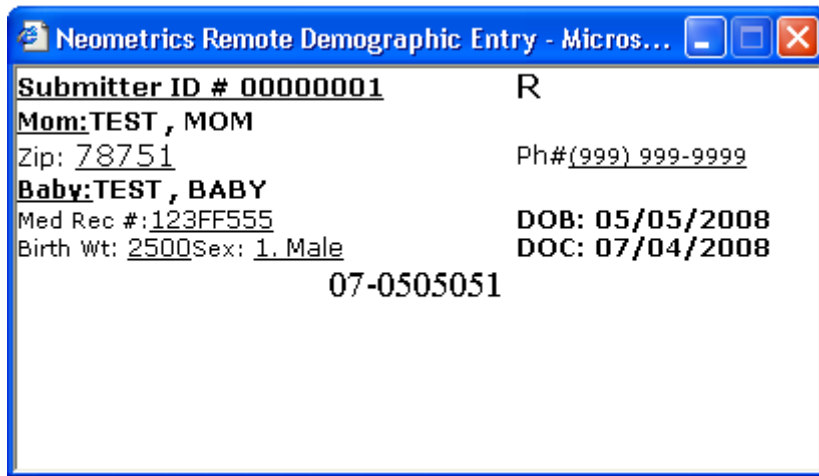 Neometrics Remote Demographic Entry - Micros...
Submitter ID # 00000001 R
Mom:TEST , MOM
Zip: 78751 Ph#(999) 999-9999
Baby:TEST , BABY
Med Rec #:123FF555 DOB: 05/05/2008
Birth Wt: 2500Sex: 1. Male DOC: 07/04/2008
07-0505051